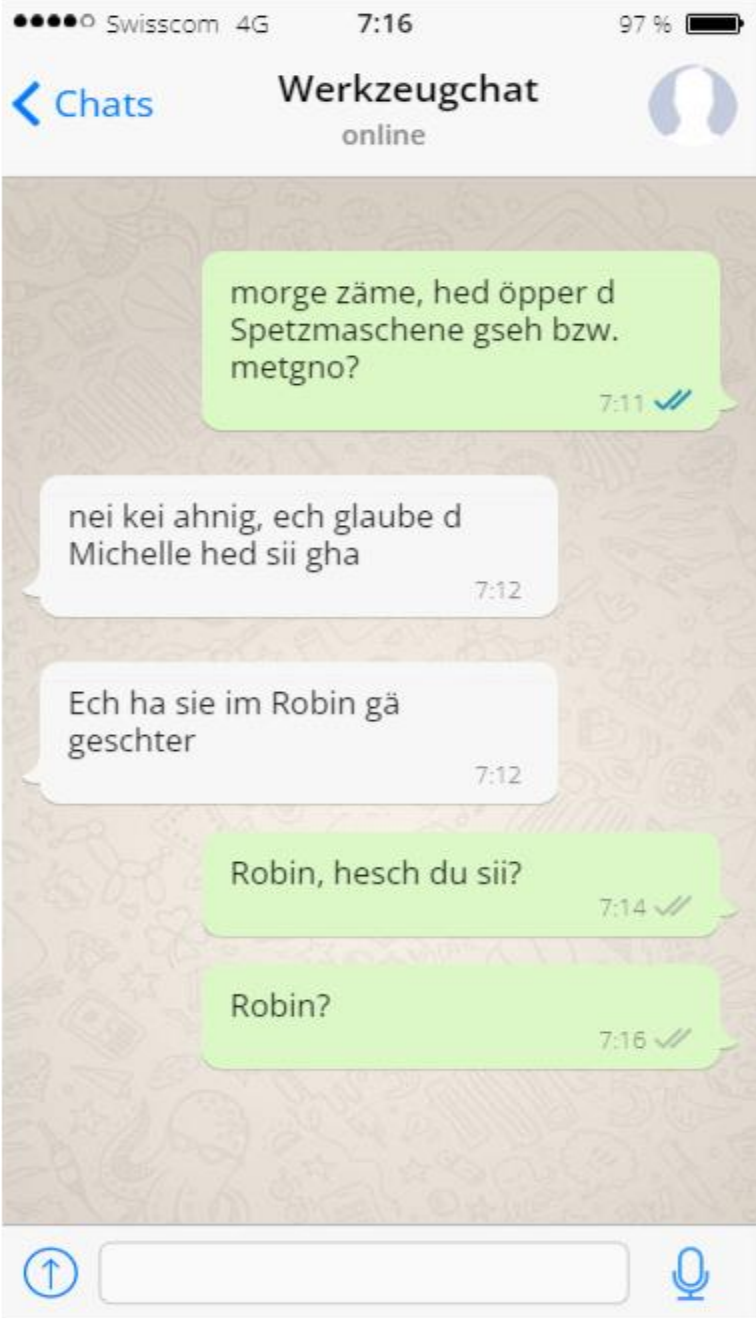 Swisscom 4G 7:16 97 %
Chats Werkzeugchat
online
morge zäme, hed öpper d
Spetzmaschene gseh bzw.
metgno?
7:11
nei kei ahnig, ech glaube d
Michelle hed sii gha
7:12
Ech ha sie im Robin gä
geschter
7:12
Robin, hesch du sii?
7:14
Robin?
7:16